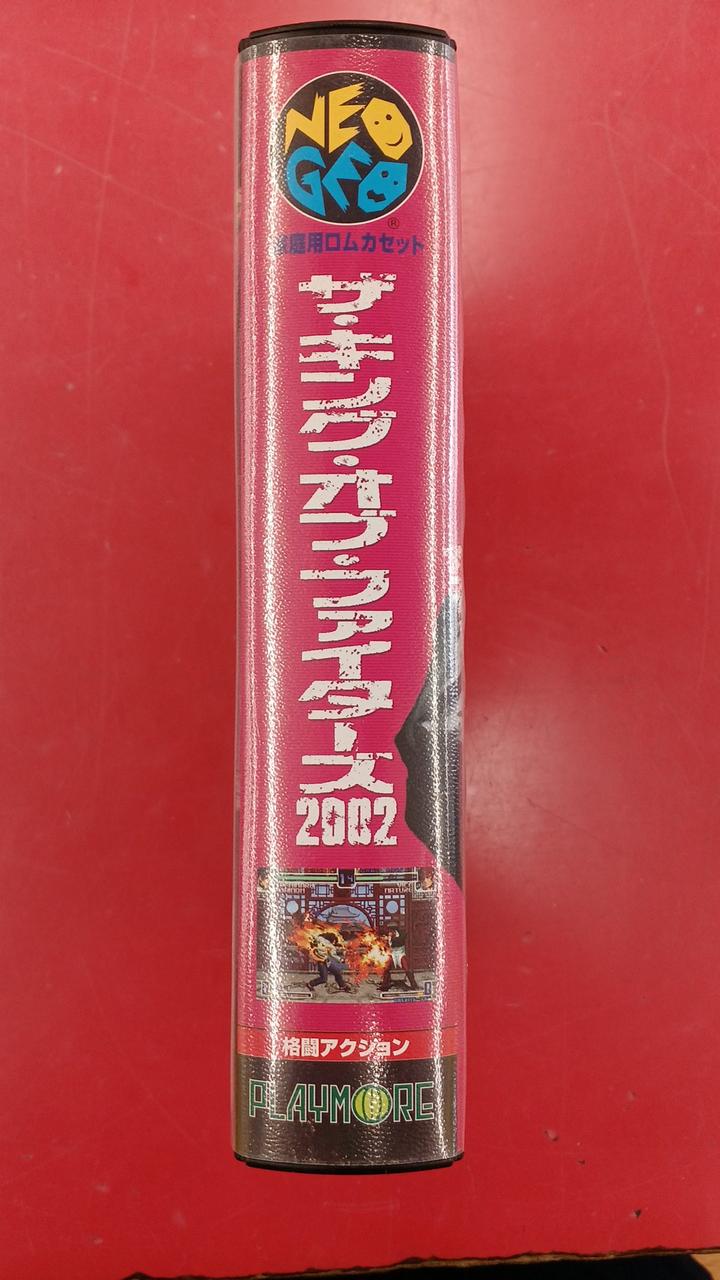 NEO
GEO
®
家庭用ロムカセット
ザ・キング・オブ・ファイターズ
2002
格闘アクション
PLAYMORE